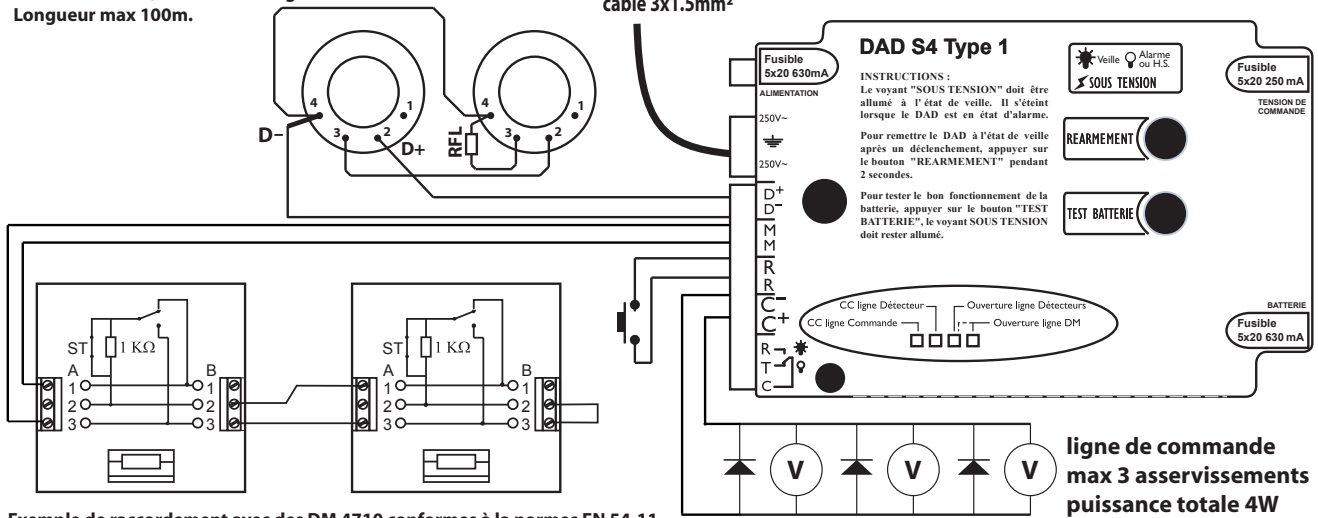 Longueur max 100m.
câble 3x1.5mm²
4
1
3
2
D-
D+
4
1
3
2
RFL
Fusible
5x20 630mA
ALIMENTATION
250V~
250V~
D+
D-
M
M
R
R
C-
C+
R
T
C
DAD S4 Type 1
INSTRUCTIONS :
Le voyant "SOUS TENSION" doit être
allumé à l' état de veille. Il s'éteint
lorsque le DAD est en état d'alarme.
Pour remettre le DAD à l'état de veille
après un déclenchement, appuyer sur
le bouton "REARMEMENT" pendant
2 secondes.
Pour tester le bon fonctionnement de la
batterie, appuyer sur le bouton "TEST
BATTERIE", le voyant SOUS TENSION
doit rester allumé.
Veille
Alarme
ou H.S.
SOUS TENSION
REARMEMENT
TEST BATTERIE
Fusible
5x20 250 mA
TENSION DE
COMMANDE
BATTERIE
Fusible
5x20 630 mA
CC ligne Détecteur
Ouverture ligne Détecteurs
CC ligne Commande
Ouverture ligne DM
ST
1 KΩ
A
B
1
1
2
2
3
3
ST
1 KΩ
A
B
1
1
2
2
3
3
V
V
V
ligne de commande
max 3 asservissements
puissance totale 4W
Exemple de raccordement avec des DM 4710 conformes à la normes EN 54-11